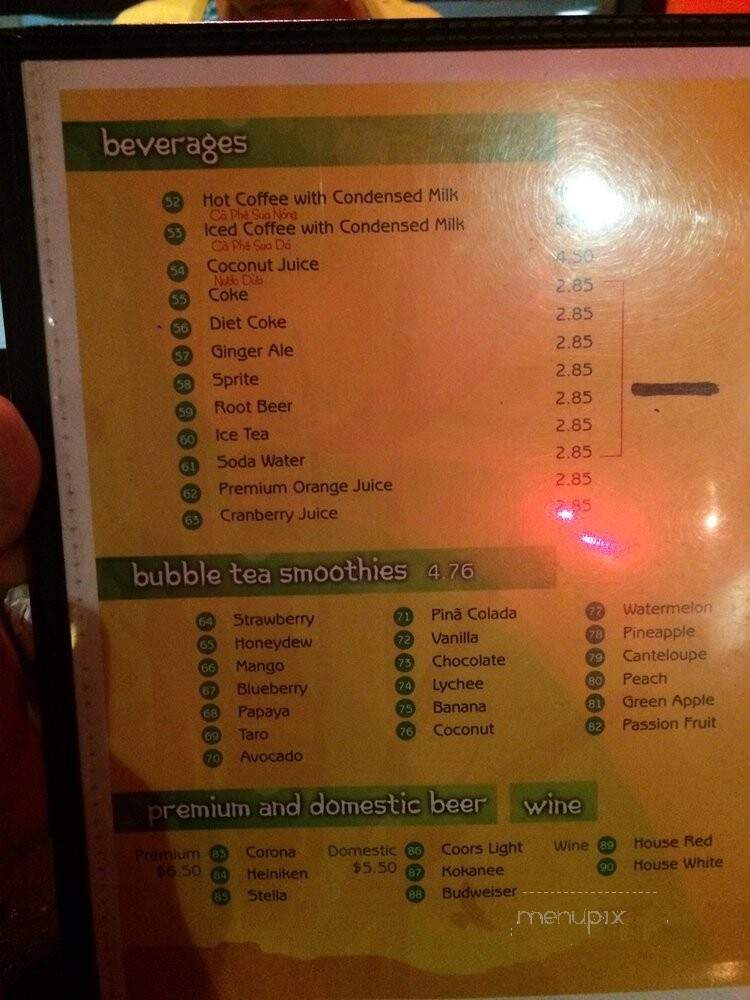 beverages
52 Hot Coffee with Condensed Milk
Cà Phê Sua Nóng
53 Iced Coffee with Condensed Milk
Cà Phê Sua Dá
54 Coconut Juice 4.50
Nước Dừa
55 Coke 2.85
56 Diet Coke 2.85
57 Ginger Ale 2.85
58 Sprite 2.85
59 Root Beer 2.85
60 Ice Tea 2.85
61 Soda Water 2.85
62 Premium Orange Juice 2.85
63 Cranberry Juice 2.85
bubble tea smoothies 4.76
64 Strawberry
65 Honeydew
66 Mango
67 Blueberry
68 Papaya
69 Taro
70 Avocado
71 Pinã Colada
72 Vanilla
73 Chocolate
74 Lychee
75 Banana
76 Coconut
77 Watermelon
78 Pineapple
79 Canteloupe
80 Peach
81 Green Apple
82 Passion Fruit
premium and domestic beer
Premium 83 Corona
$6.50 84 Heiniken
85 Stella
Domestic 86 Coors Light
$5.50 87 Kokanee
88 Budweiser
wine
Wine 89 House Red
90 House White
menupix